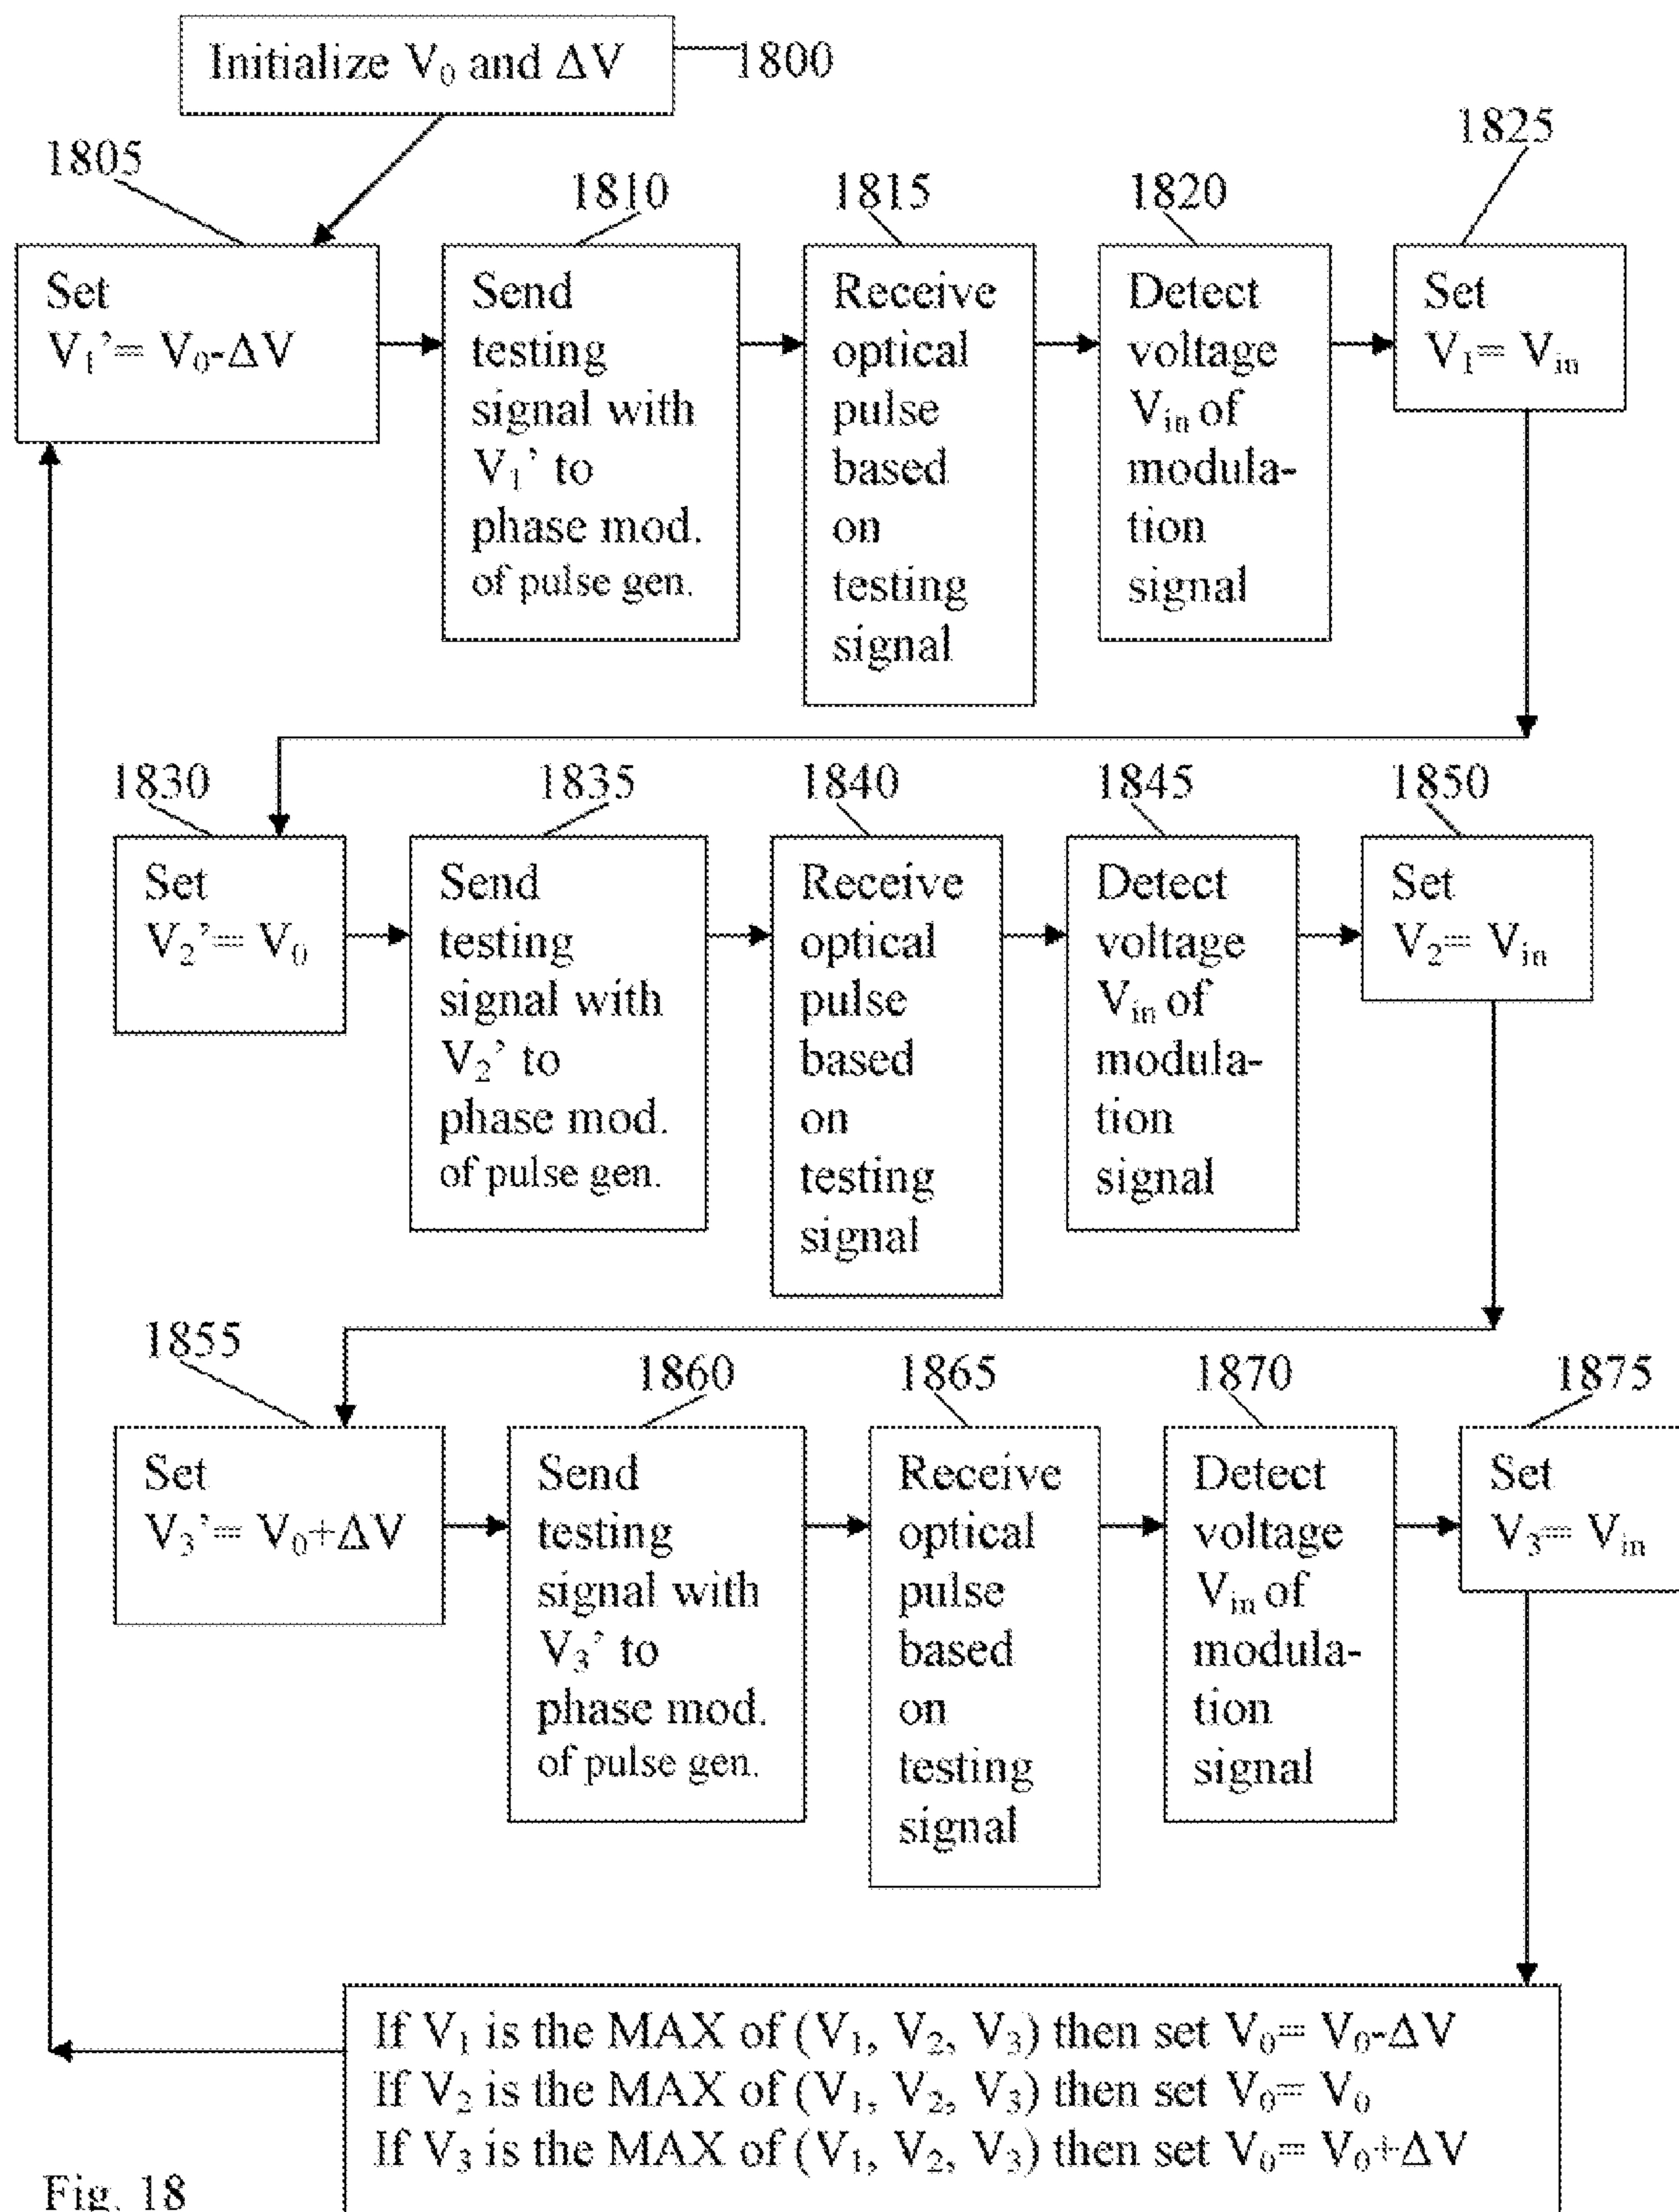 Initialize V₀ and ΔV
1800
1805
1810
1815
1820
1825
Set
V₁’= V₀-ΔV
Send
testing
signal with
V₁’ to
phase mod.
of pulse gen.
Receive
optical
pulse
based
on
testing
signal
Detect
voltage
Vᵢₙ of
modula-
tion
signal
Set
V₁= Vᵢₙ
1830
1835
1840
1845
1850
Set
V₂’= V₀
Send
testing
signal with
V₂’ to
phase mod.
of pulse gen.
Receive
optical
pulse
based
on
testing
signal
Detect
voltage
Vᵢₙ of
modula-
tion
signal
Set
V₂= Vᵢₙ
1855
1860
1865
1870
1875
Set
V₃’= V₀+ΔV
Send
testing
signal with
V₃’ to
phase mod.
of pulse gen.
Receive
optical
pulse
based
on
testing
signal
Detect
voltage
Vᵢₙ of
modula-
tion
signal
Set
V₃= Vᵢₙ
If V₁ is the MAX of (V₁, V₂, V₃) then set V₀= V₀-ΔV
If V₂ is the MAX of (V₁, V₂, V₃) then set V₀= V₀
If V₃ is the MAX of (V₁, V₂, V₃) then set V₀= V₀+ΔV
Fig. 18